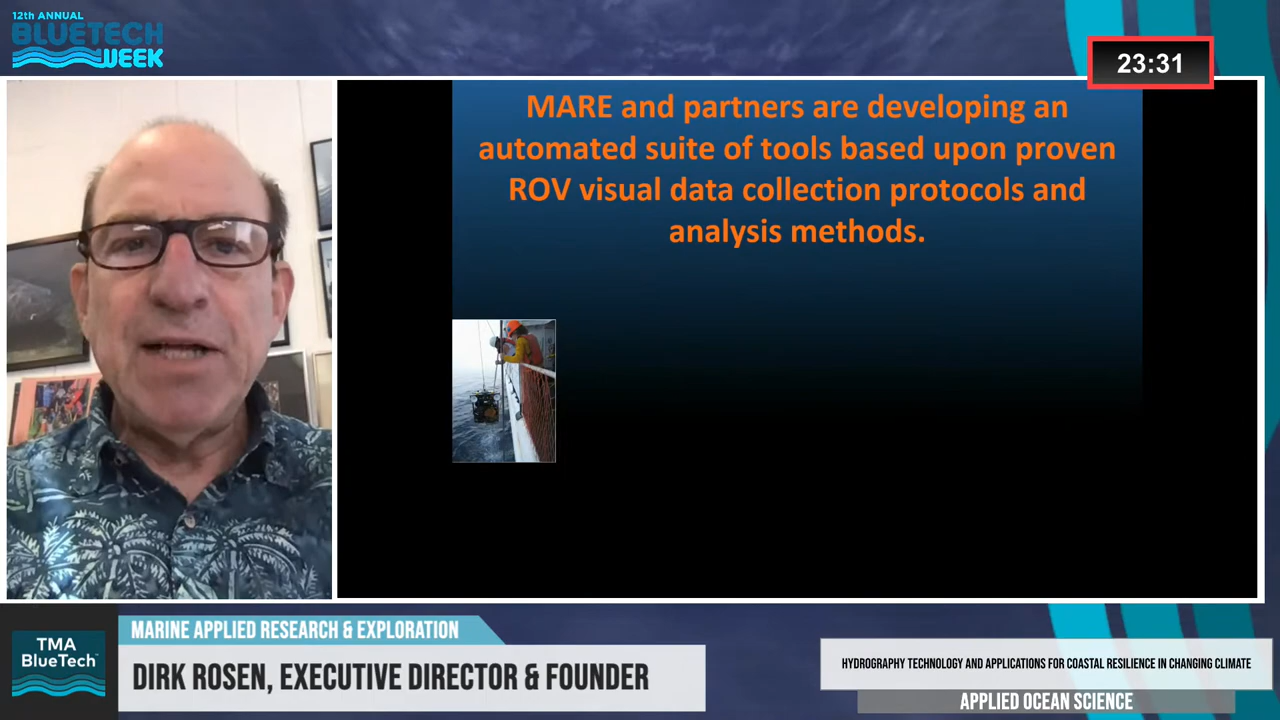 12th ANNUAL
BLUETECH
WEEK
23:31
MARE and partners are developing an
automated suite of tools based upon proven
ROV visual data collection protocols and
analysis methods.
TMA
BlueTech™
MARINE APPLIED RESEARCH & EXPLORATION
DIRK ROSEN, EXECUTIVE DIRECTOR & FOUNDER
HYDROGRAPHY TECHNOLOGY AND APPLICATIONS FOR COASTAL RESILIENCE IN CHANGING CLIMATE
APPLIED OCEAN SCIENCE